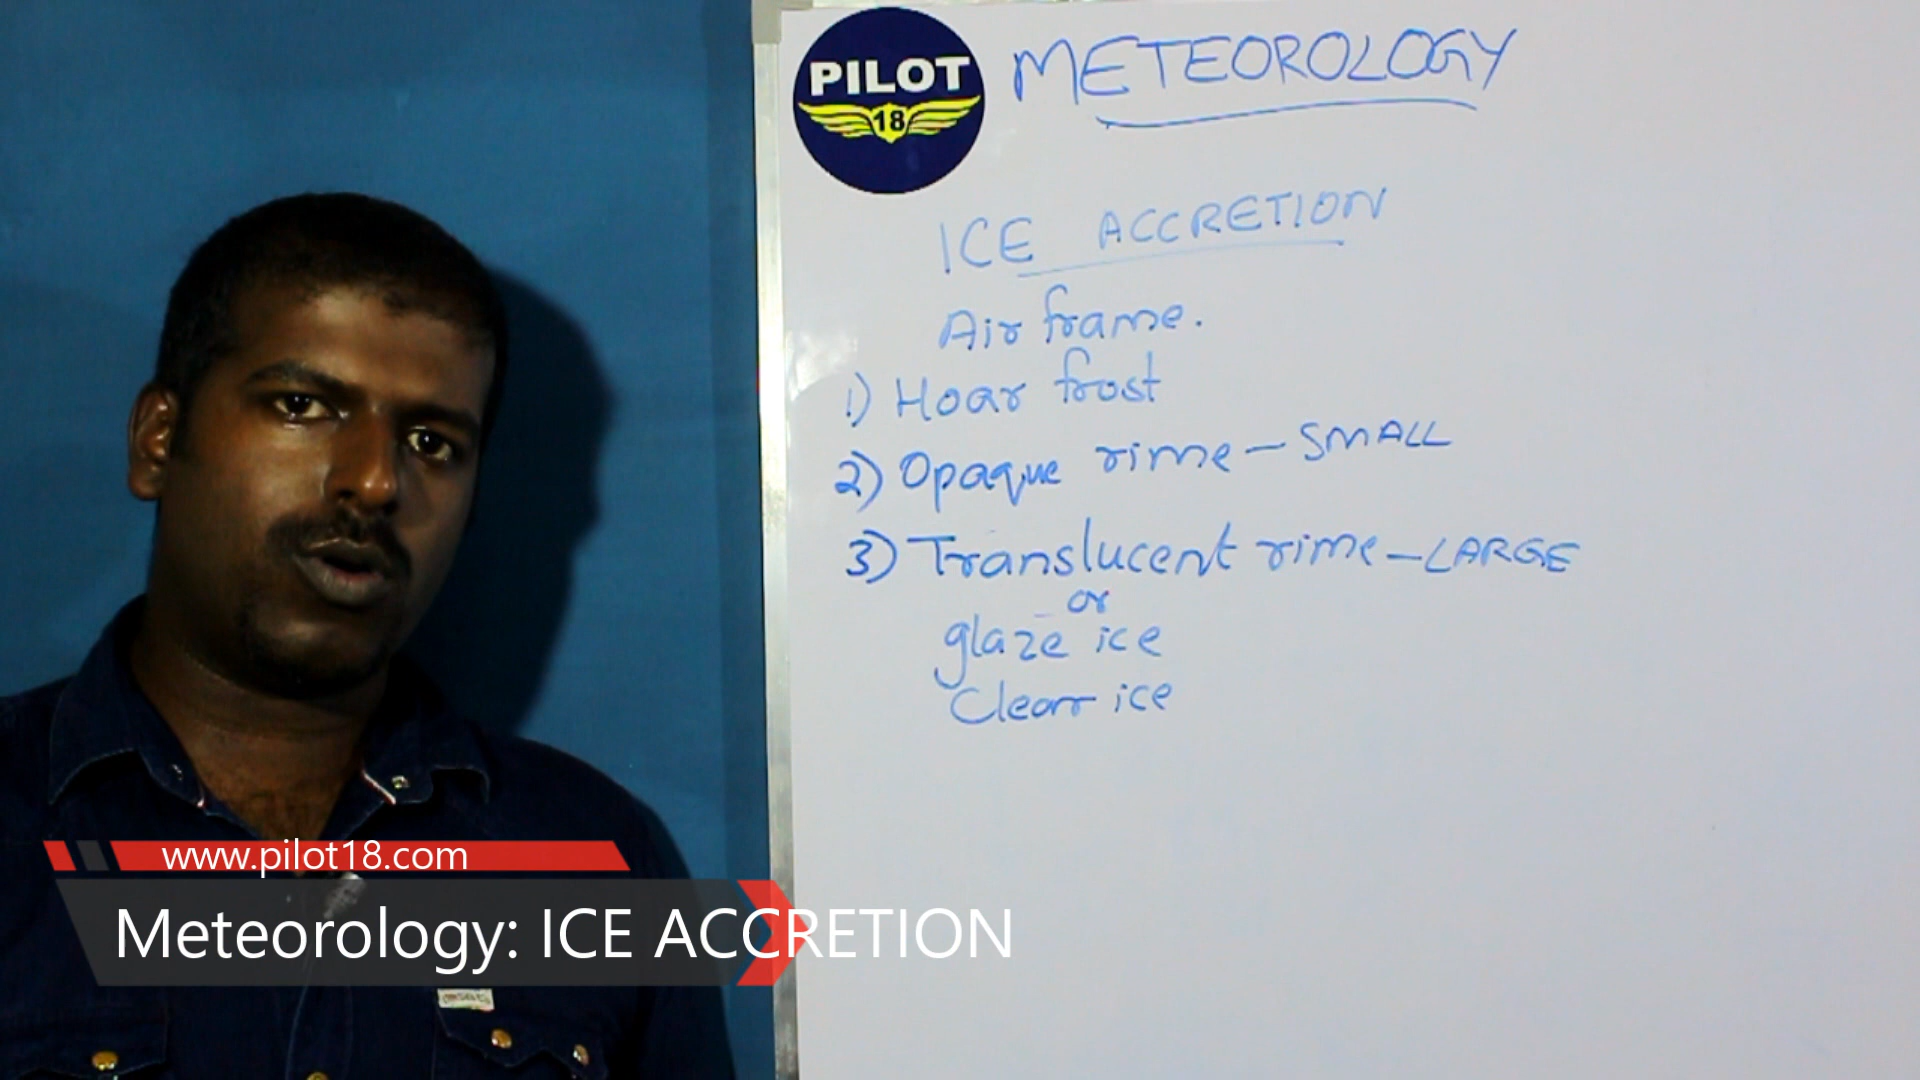 PILOT
18
METEOROLOGY
ICE ACCRETION
Air frame.
1) Hoar frost
2) Opaque rime – SMALL
3) Translucent rime – LARGE
or
glaze ice
Clear ice
www.pilot18.com
Meteorology: ICE ACCRETION